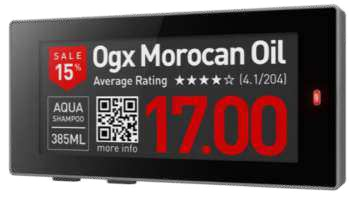 SALE
15%
Ogx Morocan Oil
Average Rating ★★★★☆ (4.1/204)
AQUA
SHAMPOO
385ML
more info
17.00